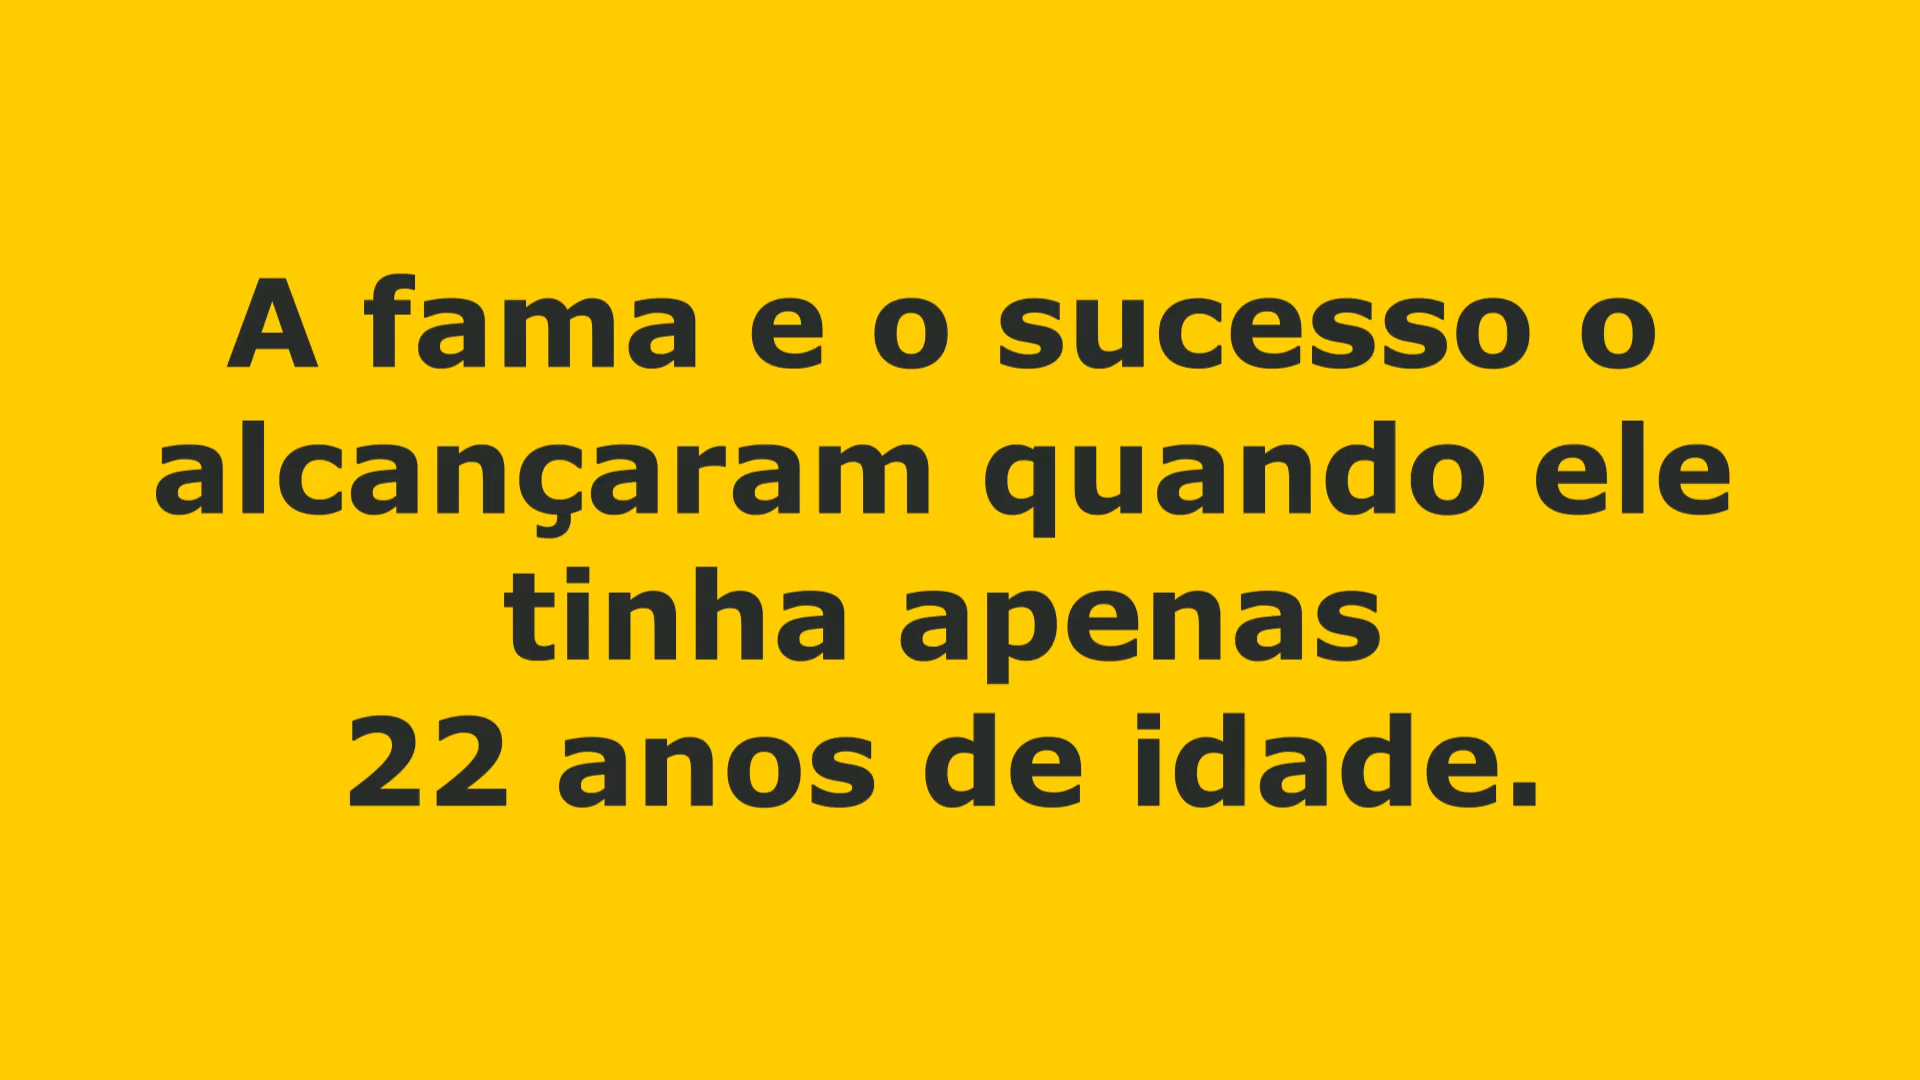 A fama e o sucesso o
alcançaram quando ele
tinha apenas
22 anos de idade.